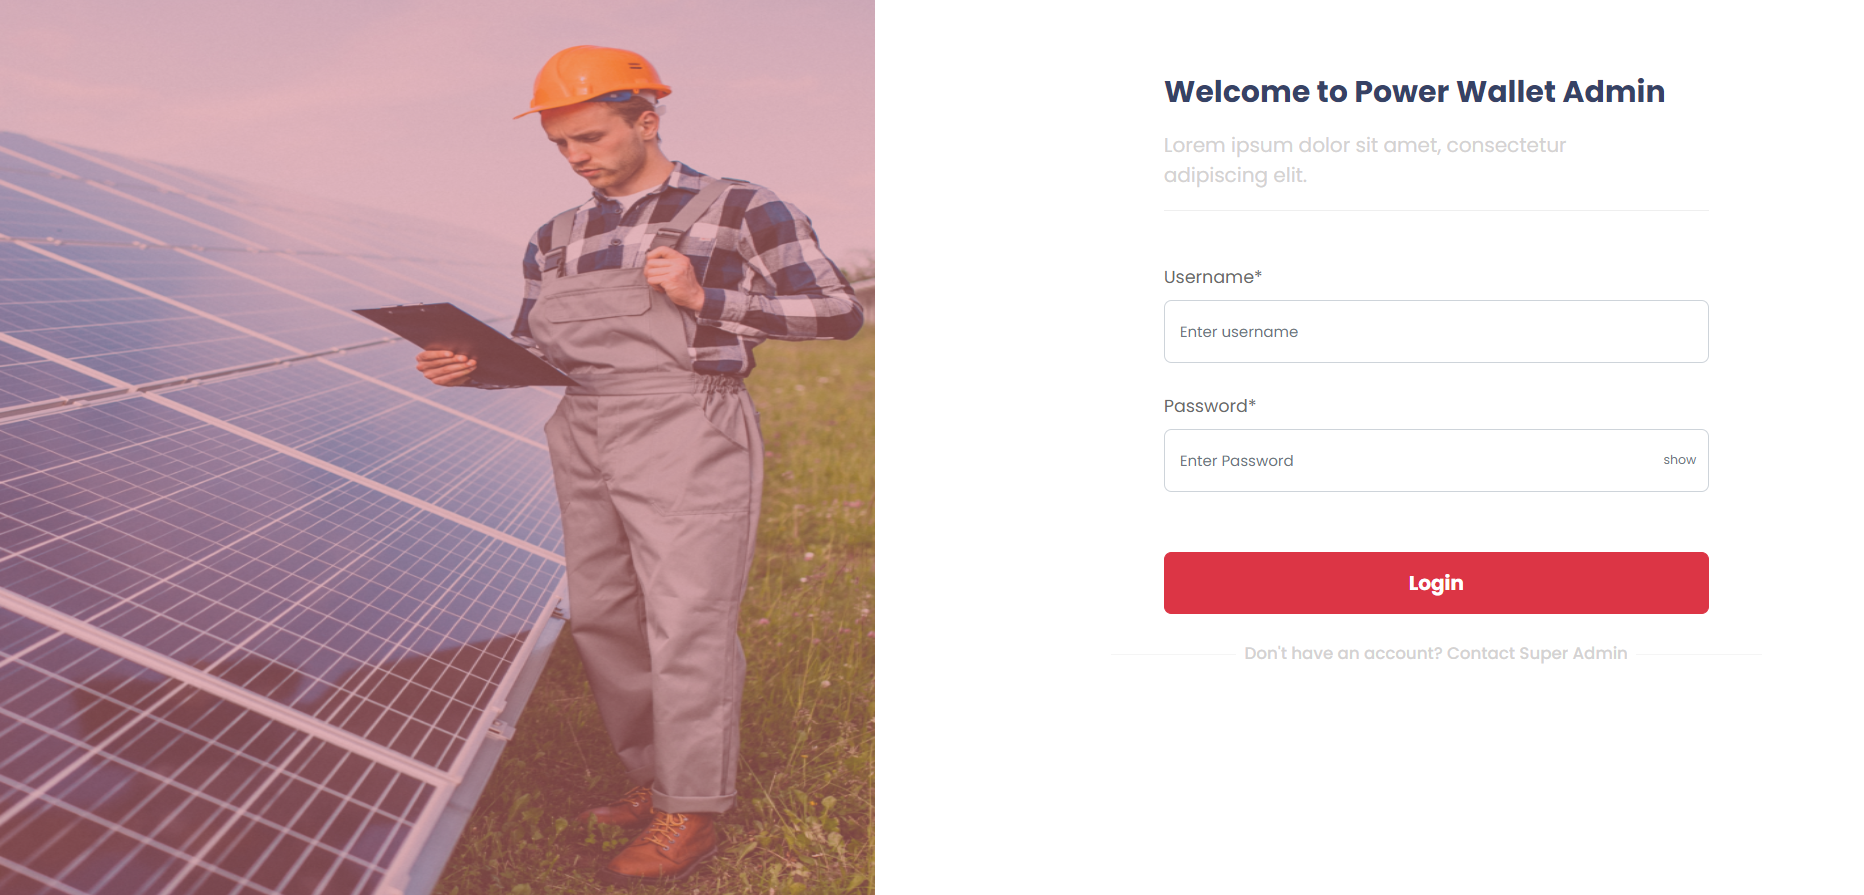 Welcome to Power Wallet Admin
Lorem ipsum dolor sit amet, consectetur
adipiscing elit.
Username*
Enter username
Password*
Enter Password
show
Login
Don't have an account? Contact Super Admin